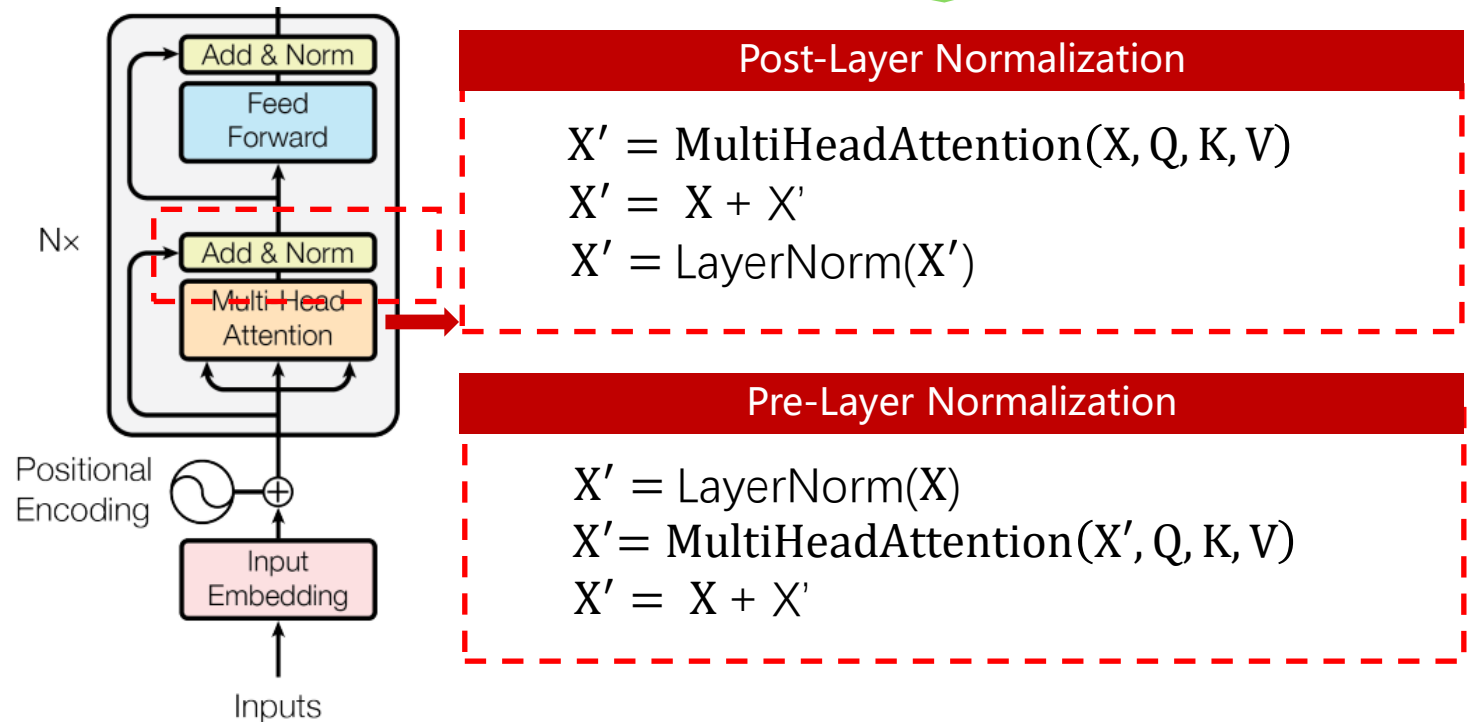 Add & Norm
Feed
Forward
N×
Add & Norm
Multi-Head
Attention
Positional
Encoding
Input
Embedding
Inputs
Post-Layer Normalization
X′ = MultiHeadAttention(X, Q, K, V)
X′ = X + X’
X′ = LayerNorm(X′)
Pre-Layer Normalization
X′ = LayerNorm(X)
X′= MultiHeadAttention(X′, Q, K, V)
X′ = X + X’